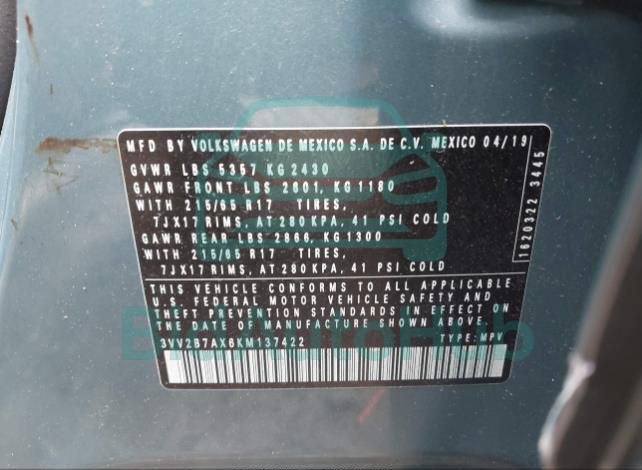 MFD BY VOLKSWAGEN DE MEXICO S.A. DE C.V. MEXICO 04/19
GVWR LBS 5357 KG 2430
GAWR FRONT LBS 2601, KG 1180
WITH 215/65 R17 TIRES,
7JX17 RIMS, AT 280 KPA, 41 PSI COLD
GAWR REAR LBS 2866, KG 1300
WITH 215/65 R17 TIRES,
7JX17 RIMS, AT 280 KPA, 41 PSI COLD
THIS VEHICLE CONFORMS TO ALL APPLICABLE
U.S. FEDERAL MOTOR VEHICLE SAFETY AND
THEFT PREVENTION STANDARDS IN EFFECT ON
THE DATE OF MANUFACTURE SHOWN ABOVE.
3VV2B7AX6KM137422 TYPE: MPV
1620322 3445